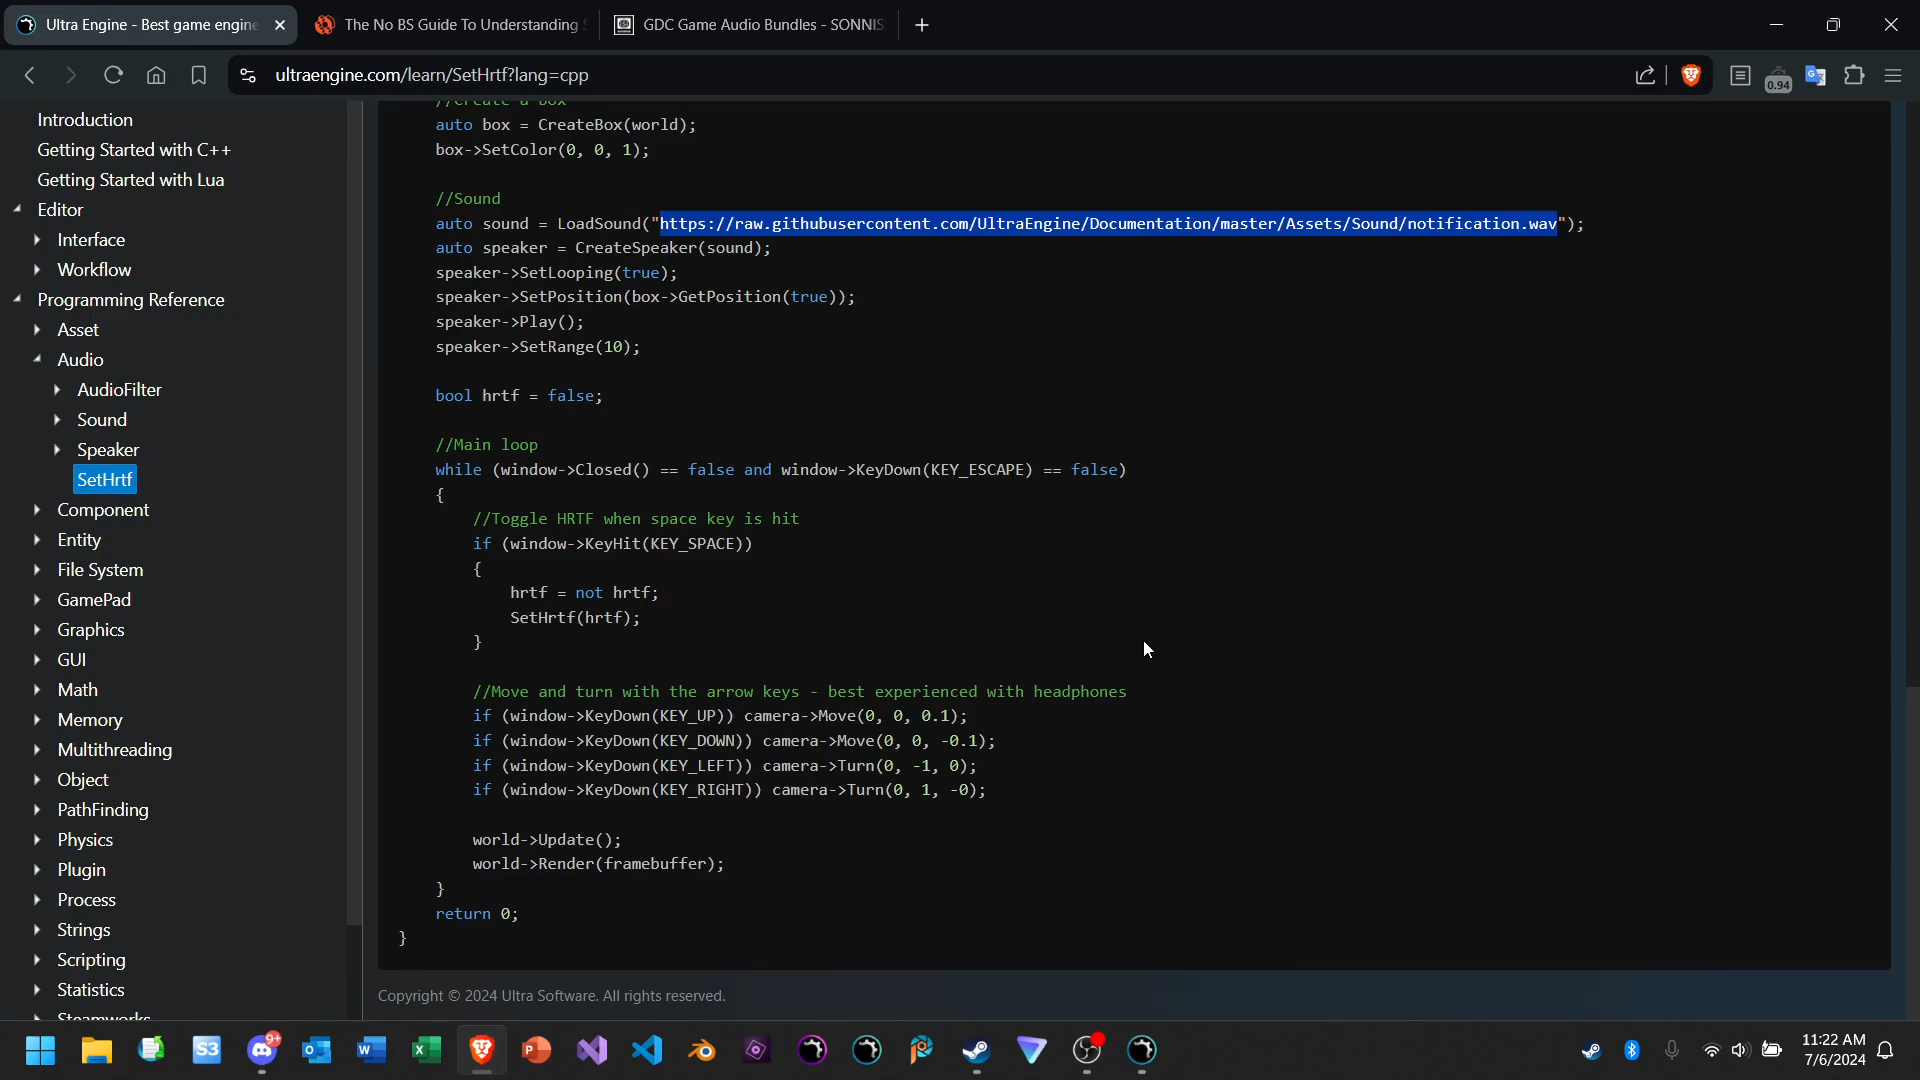 Ultra Engine - Best game engine
The No BS Guide To Understanding
GDC Game Audio Bundles - SONNIS
ultraengine.com/learn/SetHrtf?lang=cpp
0.94
Introduction
Getting Started with C++
Getting Started with Lua
Editor
Interface
Workflow
Programming Reference
Asset
Audio
AudioFilter
Sound
Speaker
SetHrtf
Component
Entity
File System
GamePad
Graphics
GUI
Math
Memory
Multithreading
Object
PathFinding
Physics
Plugin
Process
Strings
Scripting
Statistics
Steamworks
//Create a box
auto box = CreateBox(world);
box->SetColor(0, 0, 1);
//Sound
auto sound = LoadSound("https://raw.githubusercontent.com/UltraEngine/Documentation/master/Assets/Sound/notification.wav");
auto speaker = CreateSpeaker(sound);
speaker->SetLooping(true);
speaker->SetPosition(box->GetPosition(true));
speaker->Play();
speaker->SetRange(10);
bool hrtf = false;
//Main loop
while (window->Closed() == false and window->KeyDown(KEY_ESCAPE) == false)
{
//Toggle HRTF when space key is hit
if (window->KeyHit(KEY_SPACE))
{
hrtf = not hrtf;
SetHrtf(hrtf);
}
//Move and turn with the arrow keys - best experienced with headphones
if (window->KeyDown(KEY_UP)) camera->Move(0, 0, 0.1);
if (window->KeyDown(KEY_DOWN)) camera->Move(0, 0, -0.1);
if (window->KeyDown(KEY_LEFT)) camera->Turn(0, -1, 0);
if (window->KeyDown(KEY_RIGHT)) camera->Turn(0, 1, -0);
world->Update();
world->Render(framebuffer);
}
return 0;
}
Copyright © 2024 Ultra Software. All rights reserved.
S3
9+
11:22 AM
7/6/2024